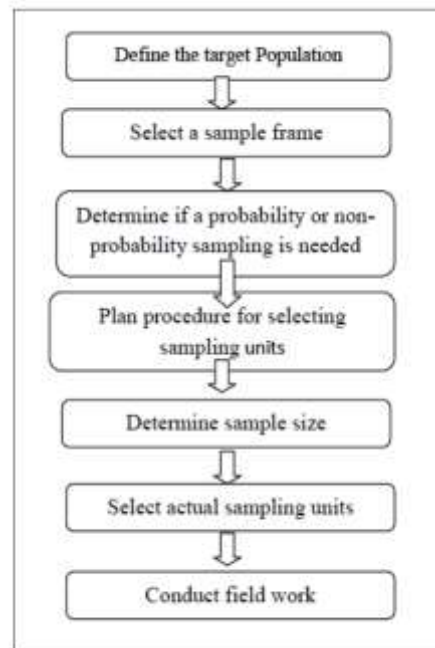 Define the target Population
Select a sample frame
Determine if a probability or non-
probability sampling is needed
Plan procedure for selecting
sampling units
Determine sample size
Select actual sampling units
Conduct field work